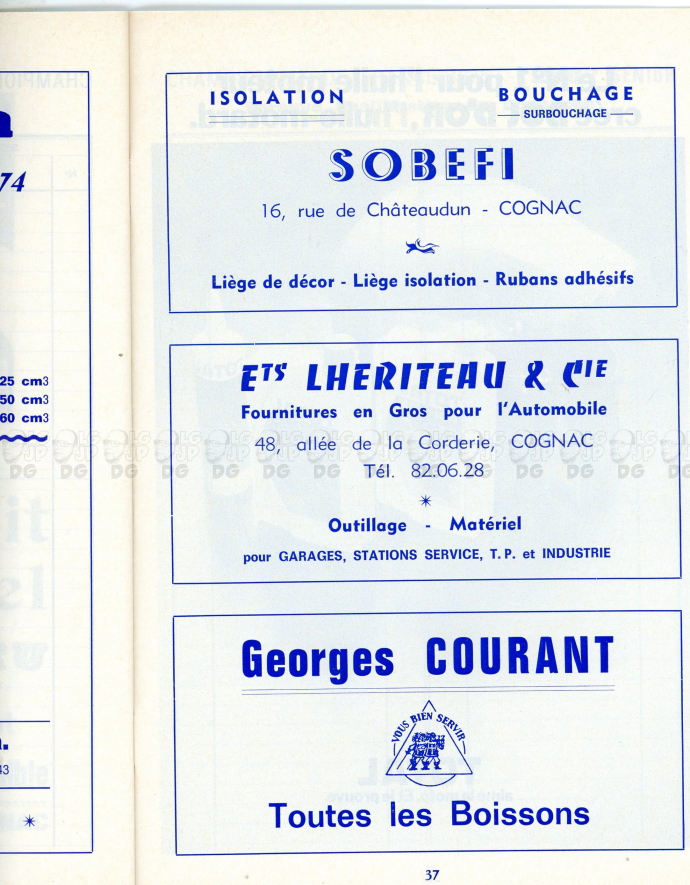 74
25 cm3
50 cm3
60 cm3
43
ISOLATION
BOUCHAGE
SURBOUCHAGE
SOBEFI
16, rue de Châteaudun - COGNAC
Liège de décor - Liège isolation - Rubans adhésifs
ETS LHERITEAU & CIE
Fournitures en Gros pour l'Automobile
48, allée de la Corderie, COGNAC
Tél. 82.06.28
Outillage - Matériel
pour GARAGES, STATIONS SERVICE, T.P. et INDUSTRIE
Georges COURANT
VOUS BIEN SERVIR
Toutes les Boissons
37